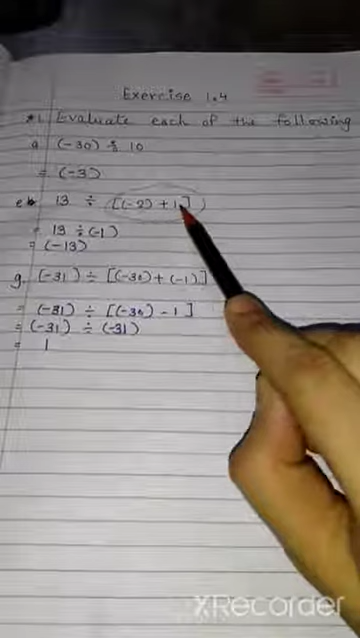 Exercise 1.4
*1. Evaluate each of the following
a. (-30) ÷ 10
= (-3)
e. 13 ÷ [(-2) + 1]
= 13 ÷ (-1)
= (-13)
g. (-31) ÷ [(-30) + (-1)]
= (-31) ÷ [(-30) - 1]
= (-31) ÷ (-31)
= 1
XRecorder